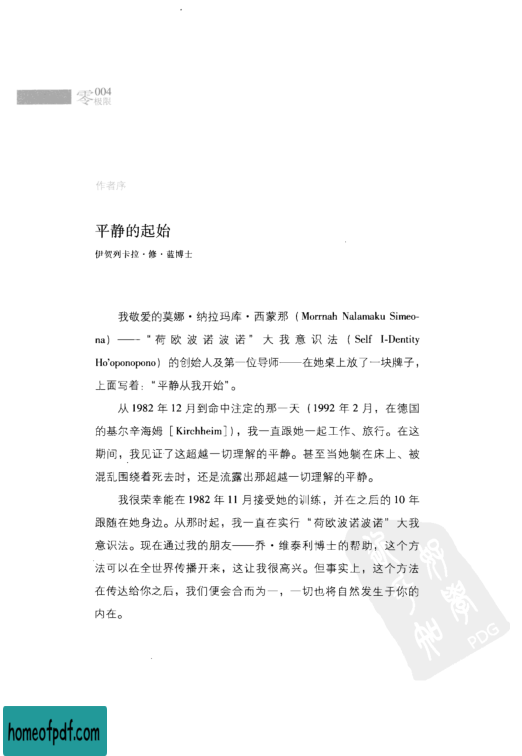 零 004
极限
作者序
平静的起始
伊贺列卡拉·修·蓝博士
我敬爱的莫娜·纳拉玛库·西蒙那（Morrnah Nalamaku Simeo-
na）——“荷欧波诺波诺”大我意识法（Self I-Dentity
Ho'oponopono）的创始人及第一位导师——在她桌上放了一块牌子，
上面写着：“平静从我开始”。
从 1982 年 12 月到命中注定的那一天（1992 年 2 月，在德国
的基尔辛海姆［Kirchheim］），我一直跟她一起工作、旅行。在这
期间，我见证了这超越一切理解的平静。甚至当她躺在床上、被
混乱围绕着死去时，还是流露出那超越一切理解的平静。
我很荣幸能在 1982 年 11 月接受她的训练，并在之后的 10 年
跟随在她身边。从那时起，我一直在实行“荷欧波诺波诺”大我
意识法。现在通过我的朋友——乔·维泰利博士的帮助，这个方
法可以在全世界传播开来，这让我很高兴。但事实上，这个方法
在传达给你之后，我们便会合而为一，一切也将自然发生于你的
内在。
PDG
homeofpdf.com